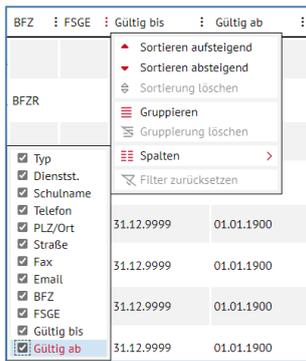 BFZ FSGE Gültig bis Gültig ab
Sortieren aufsteigend
Sortieren absteigend
Sortierung löschen
BFZR
Gruppieren
Gruppierung löschen
Spalten
Filter zurücksetzen
Typ
Dienstst.
Schulname
Telefon
PLZ/Ort
Straße
Fax
Email
BFZ
FSGE
Gültig bis
Gültig ab
31.12.9999 01.01.1900
31.12.9999 01.01.1900
31.12.9999 01.01.1900
31.12.9999 01.01.1900